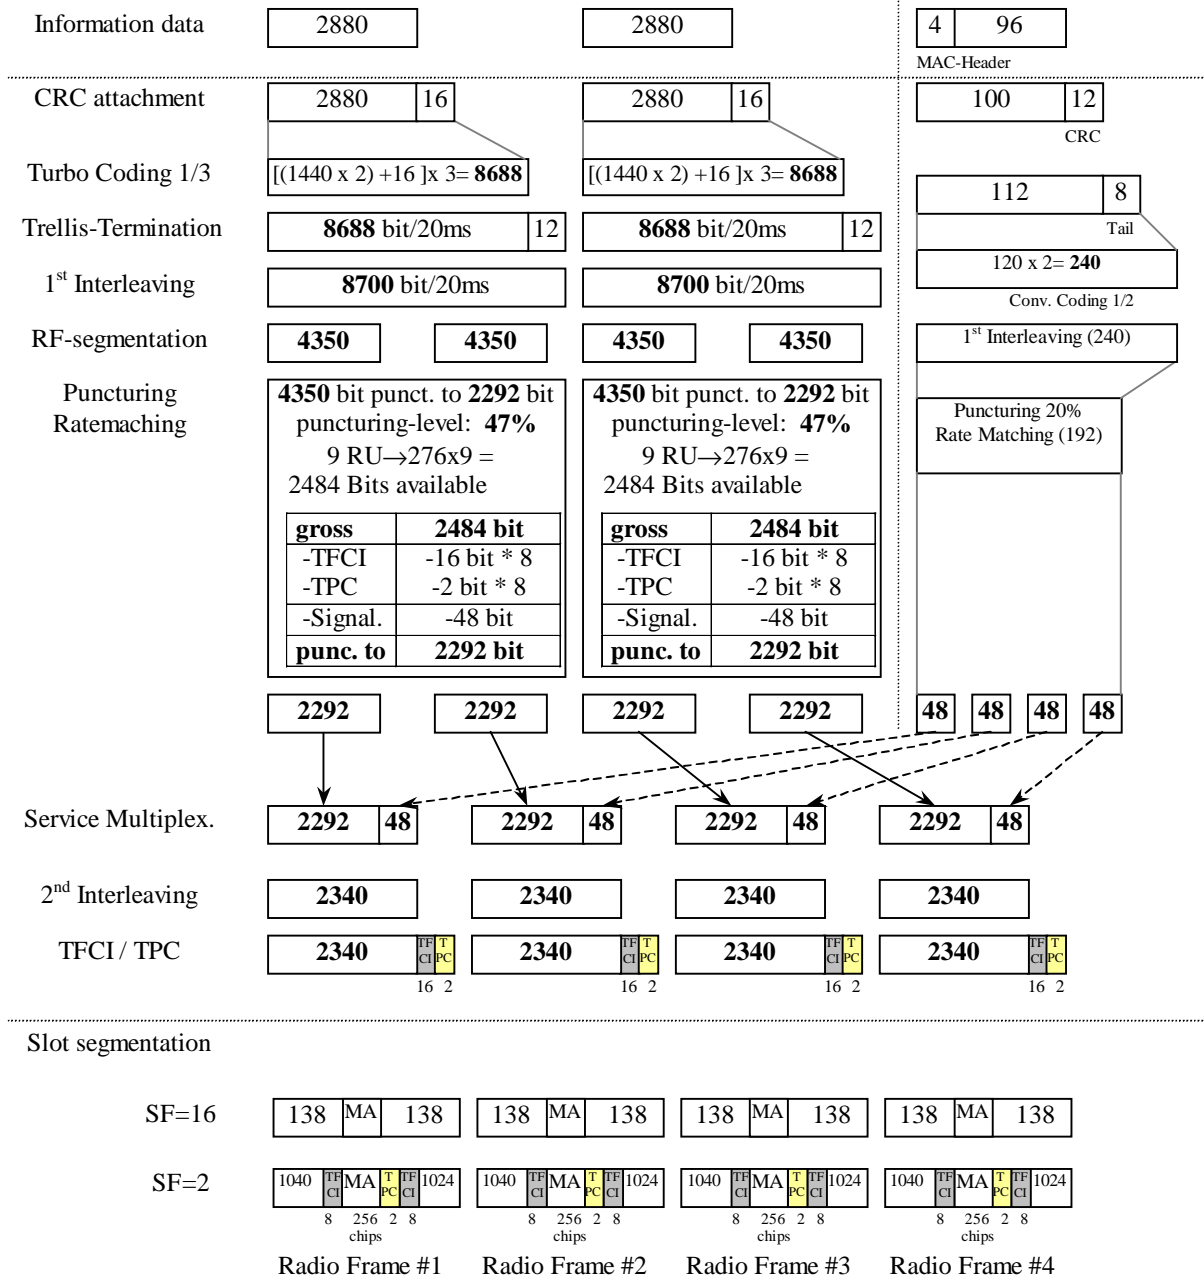 Information data 2880 2880 4 96
MAC-Header
CRC attachment 2880 16 2880 16 100 12
CRC
Turbo Coding 1/3 [(1440 x 2) +16 ]x 3= 8688 [(1440 x 2) +16 ]x 3= 8688
112 8
Tail
Trellis-Termination 8688 bit/20ms 12 8688 bit/20ms 12
120 x 2= 240
Conv. Coding 1/2
1st Interleaving 8700 bit/20ms 8700 bit/20ms
RF-segmentation 4350 4350 4350 4350 1st Interleaving (240)
Puncturing
Ratemaching
4350 bit punct. to 2292 bit
puncturing-level: 47%
9 RU→276x9 =
2484 Bits available
gross 2484 bit
-TFCI -16 bit * 8
-TPC -2 bit * 8
-Signal. -48 bit
punc. to 2292 bit
4350 bit punct. to 2292 bit
puncturing-level: 47%
9 RU→276x9 =
2484 Bits available
gross 2484 bit
-TFCI -16 bit * 8
-TPC -2 bit * 8
-Signal. -48 bit
punc. to 2292 bit
Puncturing 20%
Rate Matching (192)
2292 2292 2292 2292 48 48 48 48
Service Multiplex. 2292 48 2292 48 2292 48 2292 48
2nd Interleaving 2340 2340 2340 2340
TFCI / TPC 2340 TF CI T PC 2340 TF CI T PC 2340 TF CI T PC 2340 TF CI T PC
16 2 16 2 16 2 16 2
Slot segmentation
SF=16 138 MA 138 138 MA 138 138 MA 138 138 MA 138
SF=2 1040 TF CI MA T PC TF CI 1024 1040 TF CI MA T PC TF CI 1024 1040 TF CI MA T PC TF CI 1024 1040 TF CI MA T PC TF CI 1024
8 256 2 8 8 256 2 8 8 256 2 8 8 256 2 8
chips chips chips chips
Radio Frame #1 Radio Frame #2 Radio Frame #3 Radio Frame #4